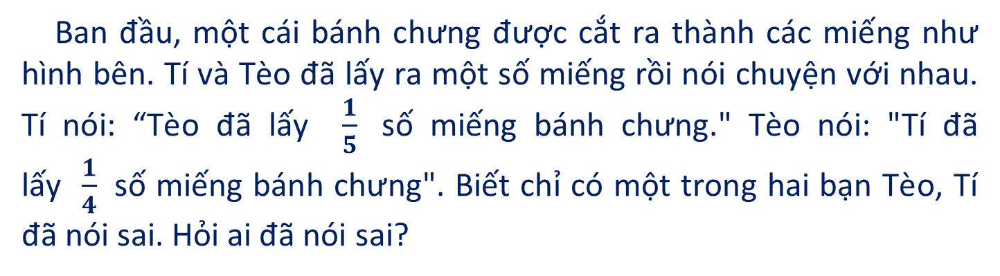 Ban đầu, một cái bánh chưng được cắt ra thành các miếng như
hình bên. Tí và Tèo đã lấy ra một số miếng rồi nói chuyện với nhau.
Tí nói: “Tèo đã lấy 1/5 số miếng bánh chưng." Tèo nói: "Tí đã
lấy 1/4 số miếng bánh chưng". Biết chỉ có một trong hai bạn Tèo, Tí
đã nói sai. Hỏi ai đã nói sai?